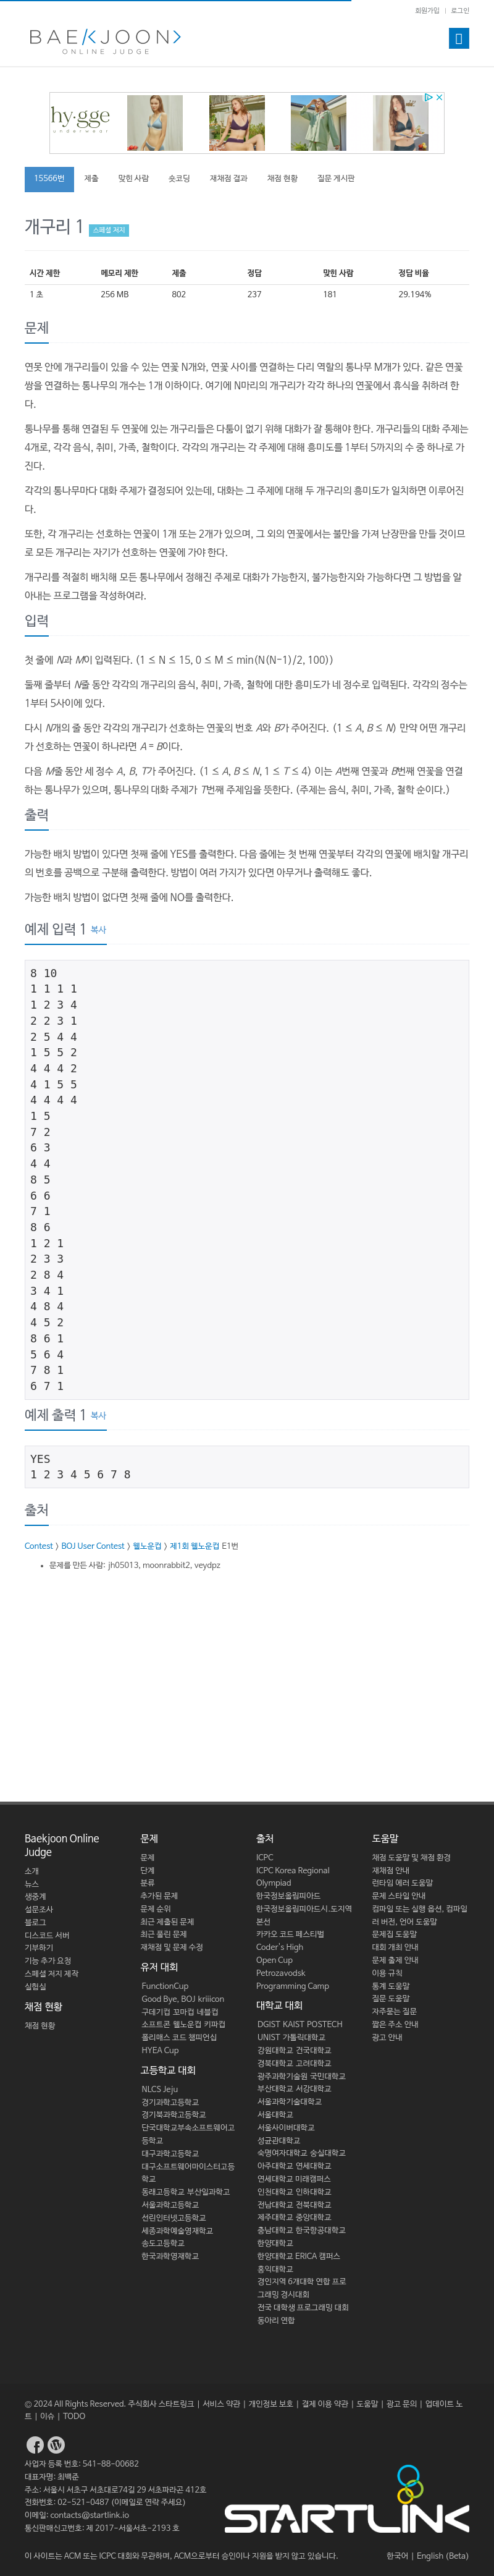 회원가입 | 로그인
BAEKJOON>
ONLINE JUDGE
hy·gge
underwear
15566번 제출 맞힌 사람 숏코딩 재채점 결과 채점 현황 질문 게시판
개구리 1 스페셜 저지
시간 제한 메모리 제한 제출 정답 맞힌 사람 정답 비율
1 초 256 MB 802 237 181 29.194%
문제
연못 안에 개구리들이 있을 수 있는 연꽃 N개와, 연꽃 사이를 연결하는 다리 역할의 통나무 M개가 있다. 같은 연꽃
쌍을 연결하는 통나무의 개수는 1개 이하이다. 여기에 N마리의 개구리가 각각 하나의 연꽃에서 휴식을 취하려 한
다.
통나무를 통해 연결된 두 연꽃에 있는 개구리들은 다툼이 없기 위해 대화가 잘 통해야 한다. 개구리들의 대화 주제는
4개로, 각각 음식, 취미, 가족, 철학이다. 각각의 개구리는 각 주제에 대해 흥미도를 1부터 5까지의 수 중 하나로 가
진다.
각각의 통나무마다 대화 주제가 결정되어 있는데, 대화는 그 주제에 대해 두 개구리의 흥미도가 일치하면 이루어진
다.
또한, 각 개구리는 선호하는 연꽃이 1개 또는 2개가 있으며, 그 외의 연꽃에서는 불만을 가져 난장판을 만들 것이므
로 모든 개구리는 자기가 선호하는 연꽃에 가야 한다.
개구리를 적절히 배치해 모든 통나무에서 정해진 주제로 대화가 가능한지, 불가능한지와 가능하다면 그 방법을 알
아내는 프로그램을 작성하여라.
입력
첫 줄에 N과 M이 입력된다. (1 ≤ N ≤ 15, 0 ≤ M ≤ min(N(N-1)/2, 100))
둘째 줄부터 N줄 동안 각각의 개구리의 음식, 취미, 가족, 철학에 대한 흥미도가 네 정수로 입력된다. 각각의 정수는
1부터 5사이에 있다.
다시 N개의 줄 동안 각각의 개구리가 선호하는 연꽃의 번호 A와 B가 주어진다. (1 ≤ A, B ≤ N) 만약 어떤 개구리
가 선호하는 연꽃이 하나라면 A = B이다.
다음 M줄 동안 세 정수 A, B, T가 주어진다. (1 ≤ A, B ≤ N, 1 ≤ T ≤ 4) 이는 A번째 연꽃과 B번째 연꽃을 연결
하는 통나무가 있으며, 통나무의 대화 주제가 T번째 주제임을 뜻한다. (주제는 음식, 취미, 가족, 철학 순이다.)
출력
가능한 배치 방법이 있다면 첫째 줄에 YES를 출력한다. 다음 줄에는 첫 번째 연꽃부터 각각의 연꽃에 배치할 개구리
의 번호를 공백으로 구분해 출력한다. 방법이 여러 가지가 있다면 아무거나 출력해도 좋다.
가능한 배치 방법이 없다면 첫째 줄에 NO를 출력한다.
예제 입력 1 복사
8 10
1 1 1 1
1 2 3 4
2 2 3 1
2 5 4 4
1 5 5 2
4 4 4 2
4 1 5 5
4 4 4 4
1 5
7 2
6 3
4 4
8 5
6 6
7 1
8 6
1 2 1
2 3 3
2 8 4
3 4 1
4 8 4
4 5 2
8 6 1
5 6 4
7 8 1
6 7 1
예제 출력 1 복사
YES
1 2 3 4 5 6 7 8
출처
Contest > BOJ User Contest > 웰노운컵 > 제1회 웰노운컵 E1번
• 문제를 만든 사람: jh05013, moonrabbit2, veydpz
Baekjoon Online
Judge
소개
뉴스
생중계
설문조사
블로그
디스코드 서버
기부하기
기능 추가 요청
스페셜 저지 제작
실험실
채점 현황
채점 현황
문제
문제
단계
분류
추가된 문제
문제 순위
최근 제출된 문제
최근 풀린 문제
재채점 및 문제 수정
유저 대회
FunctionCup
Good Bye, BOJ kriiicon
구데기컵 꼬마컵 네블컵
소프트콘 웰노운컵 키파컵
폴리매스 코드 챔피언십
HYEA Cup
고등학교 대회
NLCS Jeju
경기과학고등학교
경기북과학고등학교
단국대학교부속소프트웨어고
등학교
대구과학고등학교
대구소프트웨어마이스터고등
학교
동래고등학교 부산일과학고
서울과학고등학교
선린인터넷고등학교
세종과학예술영재학교
송도고등학교
한국과학영재학교
출처
ICPC
ICPC Korea Regional
Olympiad
한국정보올림피아드
한국정보올림피아드시.도지역
본선
카카오 코드 페스티벌
Coder's High
Open Cup
Petrozavodsk
Programming Camp
대학교 대회
DGIST KAIST POSTECH
UNIST 가톨릭대학교
강원대학교 건국대학교
경북대학교 고려대학교
광주과학기술원 국민대학교
부산대학교 서강대학교
서울과학기술대학교
서울대학교
서울사이버대학교
성균관대학교
숙명여자대학교 숭실대학교
아주대학교 연세대학교
연세대학교 미래캠퍼스
인천대학교 인하대학교
전남대학교 전북대학교
제주대학교 중앙대학교
충남대학교 한국항공대학교
한양대학교
한양대학교 ERICA 캠퍼스
홍익대학교
경인지역 6개대학 연합 프로
그래밍 경시대회
전국 대학생 프로그래밍 대회
동아리 연합
도움말
채점 도움말 및 채점 환경
재채점 안내
런타임 에러 도움말
문제 스타일 안내
컴파일 또는 실행 옵션, 컴파일
러 버전, 언어 도움말
문제집 도움말
대회 개최 안내
문제 출제 안내
이용 규칙
통계 도움말
질문 도움말
자주묻는 질문
짧은 주소 안내
광고 안내
© 2024 All Rights Reserved. 주식회사 스타트링크 | 서비스 약관 | 개인정보 보호 | 결제 이용 약관 | 도움말 | 광고 문의 | 업데이트 노
트 | 이슈 | TODO
사업자 등록 번호: 541-88-00682
대표자명: 최백준
주소: 서울시 서초구 서초대로74길 29 서초파라곤 412호
전화번호: 02-521-0487 (이메일로 연락 주세요)
이메일: contacts@startlink.io
통신판매신고번호: 제 2017-서울서초-2193 호
STARTLINK
이 사이트는 ACM 또는 ICPC 대회와 무관하며, ACM으로부터 승인이나 지원을 받지 않고 있습니다.
한국어 | English (Beta)